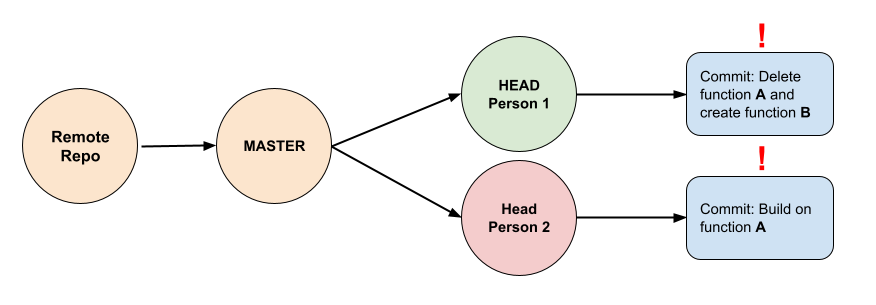 Remote
Repo
MASTER
HEAD
Person 1
!
Commit: Delete
function A and
create function B
Head
Person 2
!
Commit: Build on
function A